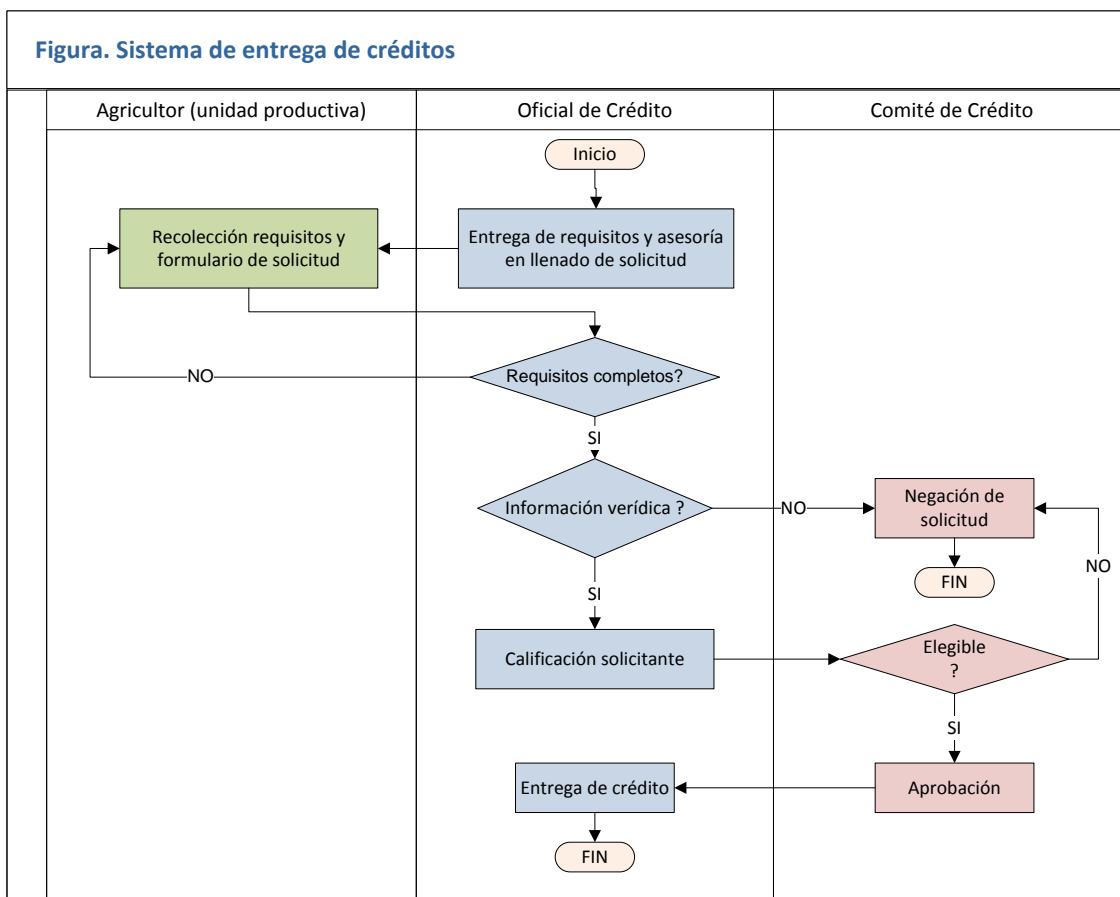 Figura. Sistema de entrega de créditos
Agricultor (unidad productiva)
Oficial de Crédito
Comité de Crédito
Inicio
Recolección requisitos y
formulario de solicitud
Entrega de requisitos y asesoría
en llenado de solicitud
NO
Requisitos completos?
SI
Información verídica ?
NO
Negación de
solicitud
FIN
NO
SI
Calificación solicitante
Elegible
?
SI
Entrega de crédito
Aprobación
FIN